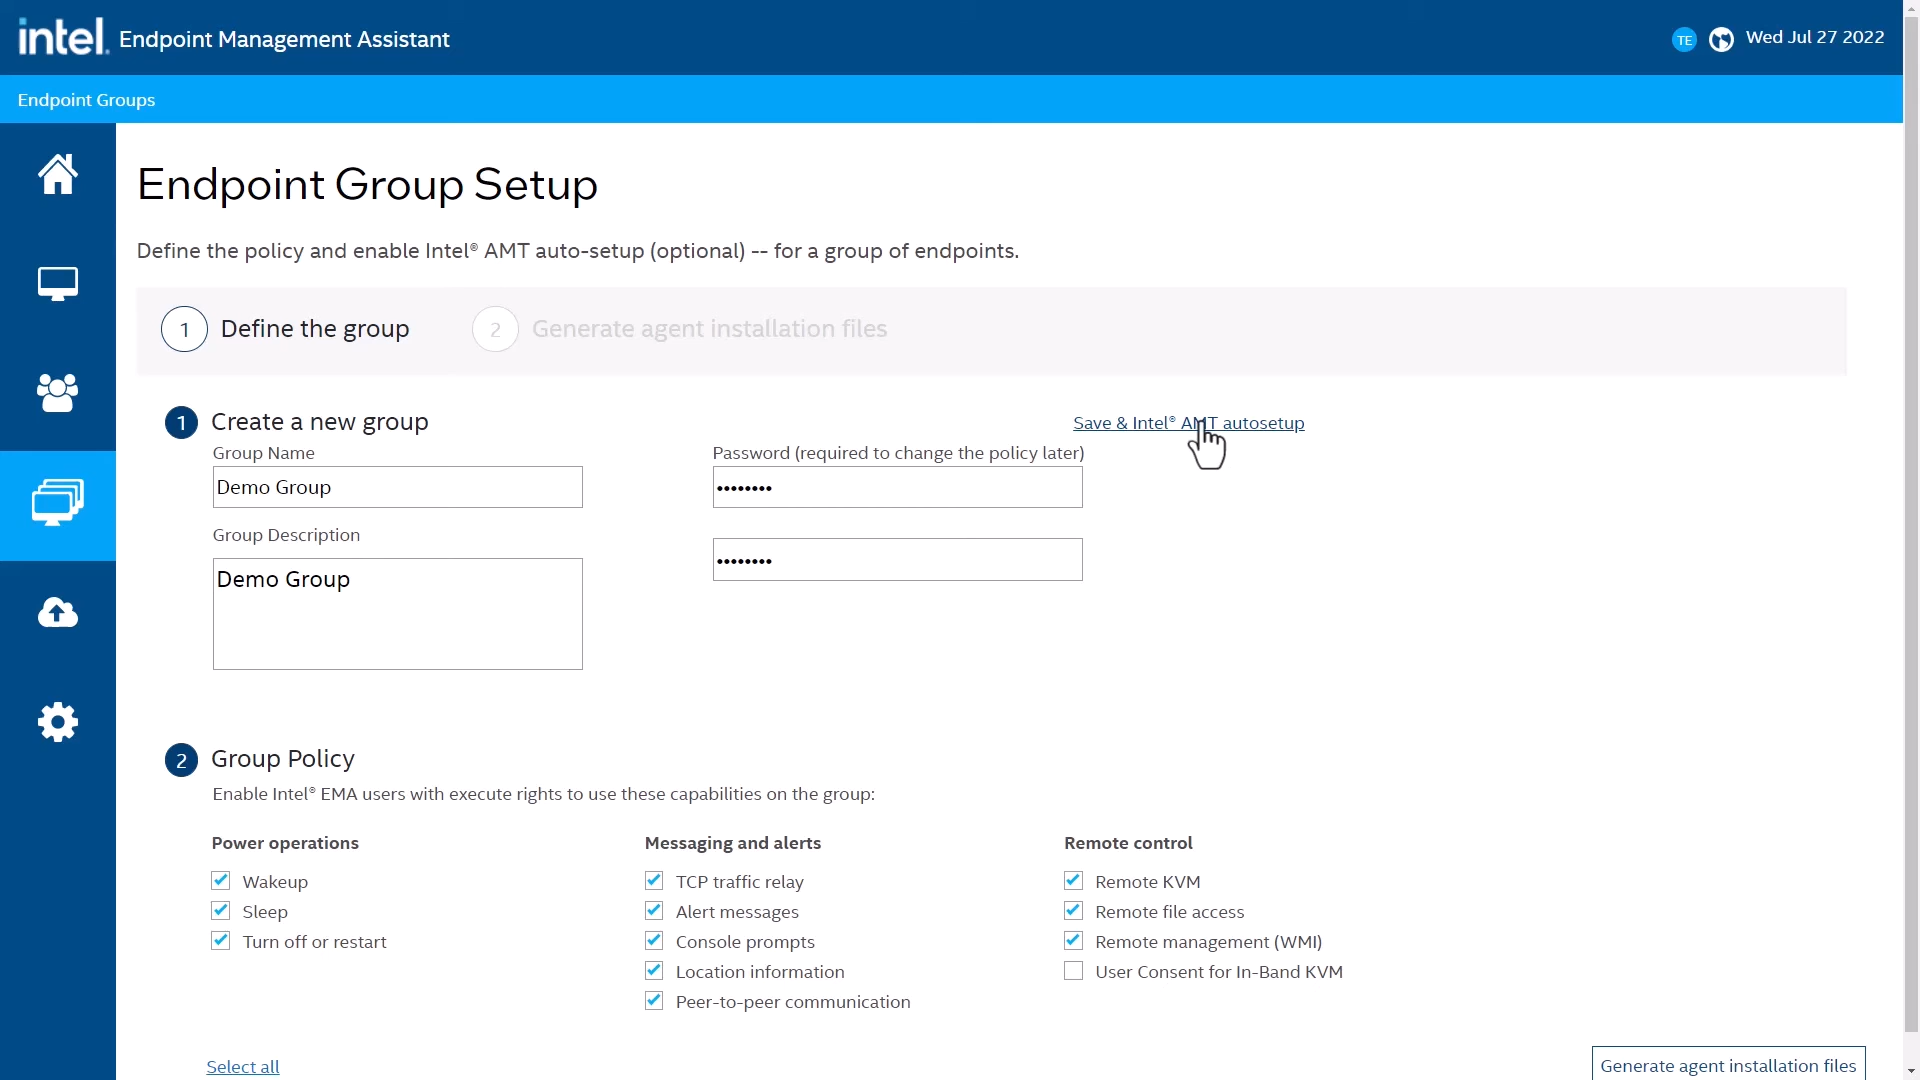 intel. Endpoint Management Assistant
TE Wed Jul 27 2022
Endpoint Groups
Endpoint Group Setup
Define the policy and enable Intel® AMT auto-setup (optional) -- for a group of endpoints.
1 Define the group 2 Generate agent installation files
1 Create a new group
Save & Intel® AMT autosetup
Group Name
Password (required to change the policy later)
Demo Group
••••••••
Group Description
••••••••
Demo Group
2 Group Policy
Enable Intel® EMA users with execute rights to use these capabilities on the group:
Power operations
Wakeup
Sleep
Turn off or restart
Messaging and alerts
TCP traffic relay
Alert messages
Console prompts
Location information
Peer-to-peer communication
Remote control
Remote KVM
Remote file access
Remote management (WMI)
User Consent for In-Band KVM
Select all
Generate agent installation files